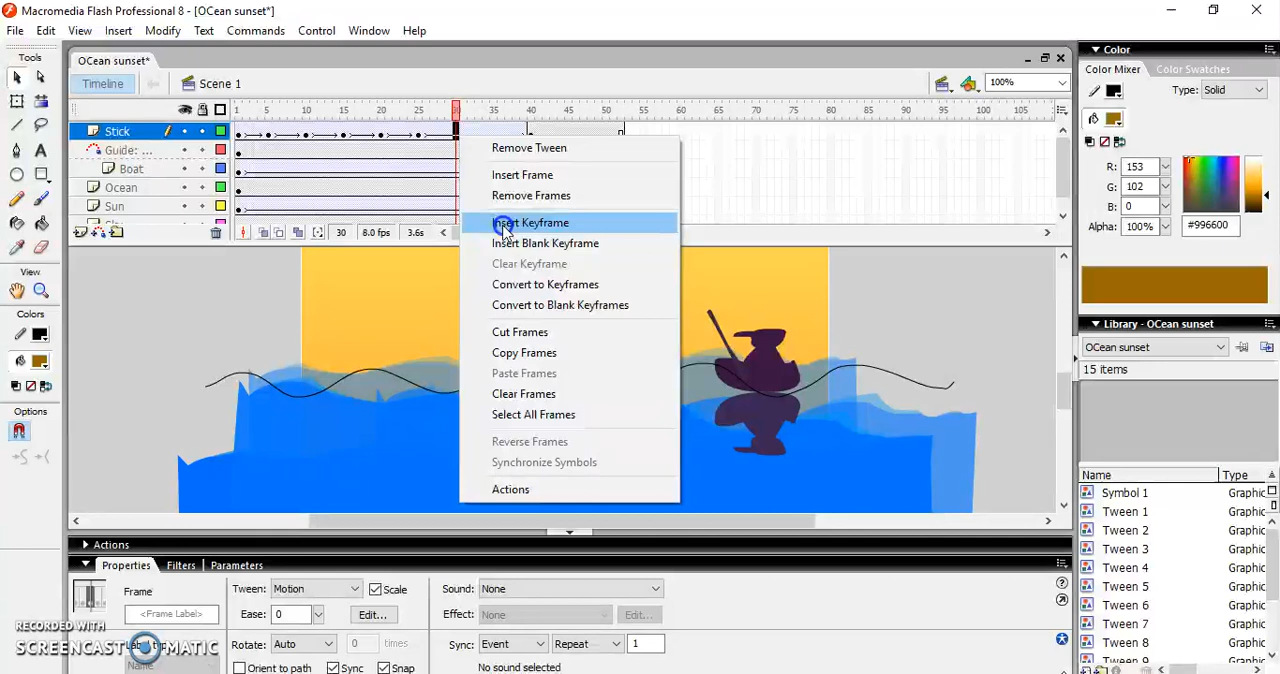 Macromedia Flash Professional 8 - [OCean sunset*]
File Edit View Insert Modify Text Commands Control Window Help
Tools
OCean sunset*
Timeline
Scene 1
100%
1 5 10 15 20 25 30 35 40 45 50 55 60 65 70 75 80 85 90 95 100 105
Stick
Guide: ...
Boat
Ocean
Sun
30 8.0 fps 3.6s
View
Colors
Options
Remove Tween
Insert Frame
Remove Frames
Insert Keyframe
Insert Blank Keyframe
Clear Keyframe
Convert to Keyframes
Convert to Blank Keyframes
Cut Frames
Copy Frames
Paste Frames
Clear Frames
Select All Frames
Reverse Frames
Synchronize Symbols
Actions
Color
Color Mixer Color Swatches
Type: Solid
R: 153
G: 102
B: 0
Alpha: 100% #996600
Library - OCean sunset
OCean sunset
15 items
Name Type
Symbol 1 Graphic
Tween 1 Graphic
Tween 2 Graphic
Tween 3 Graphic
Tween 4 Graphic
Tween 5 Graphic
Tween 6 Graphic
Tween 7 Graphic
Tween 8 Graphic
Tween 9 Graphic
Actions
Properties Filters Parameters
Frame
<Frame Label>
Label type:
Name
Tween: Motion Scale
Ease: 0 Edit...
Rotate: Auto 0 times
Orient to path Sync Snap
Sound: None
Effect: None Edit...
Sync: Event Repeat 1
No sound selected
RECORDED WITH
SCREENCAST-O-MATIC